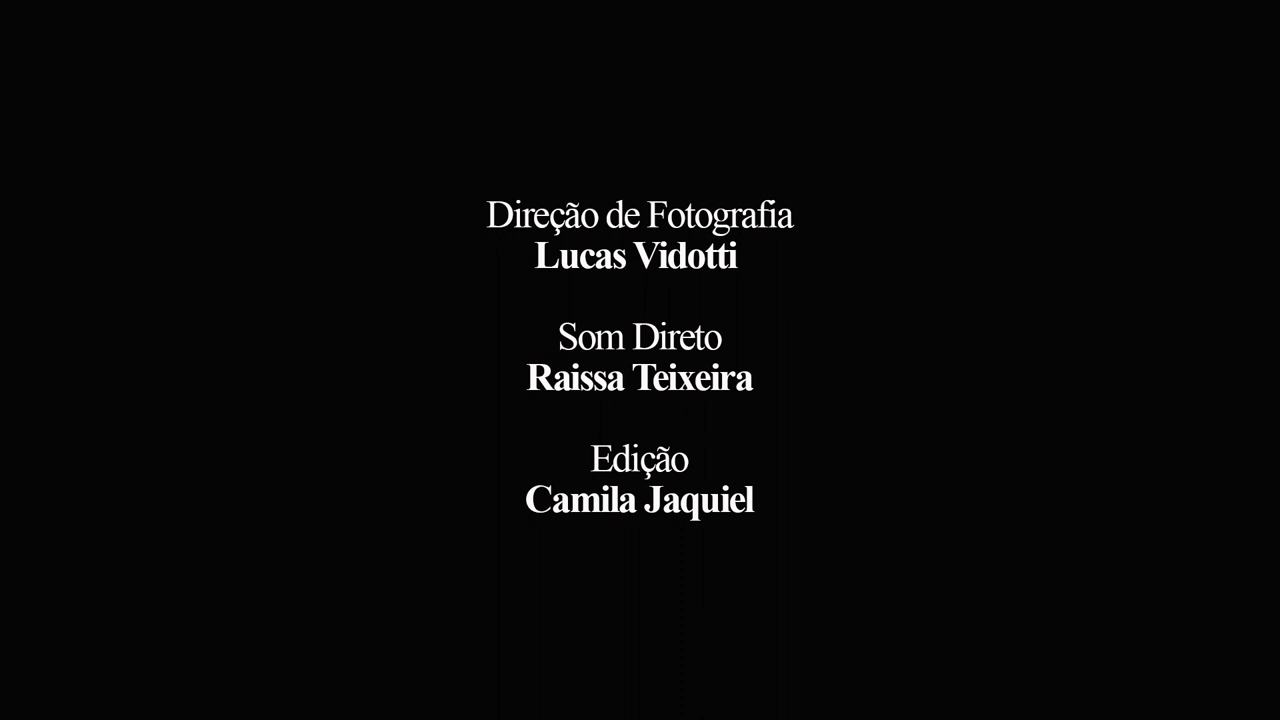 Direção de Fotografia
Lucas Vidotti
Som Direto
Raissa Teixeira
Edição
Camila Jaquiel